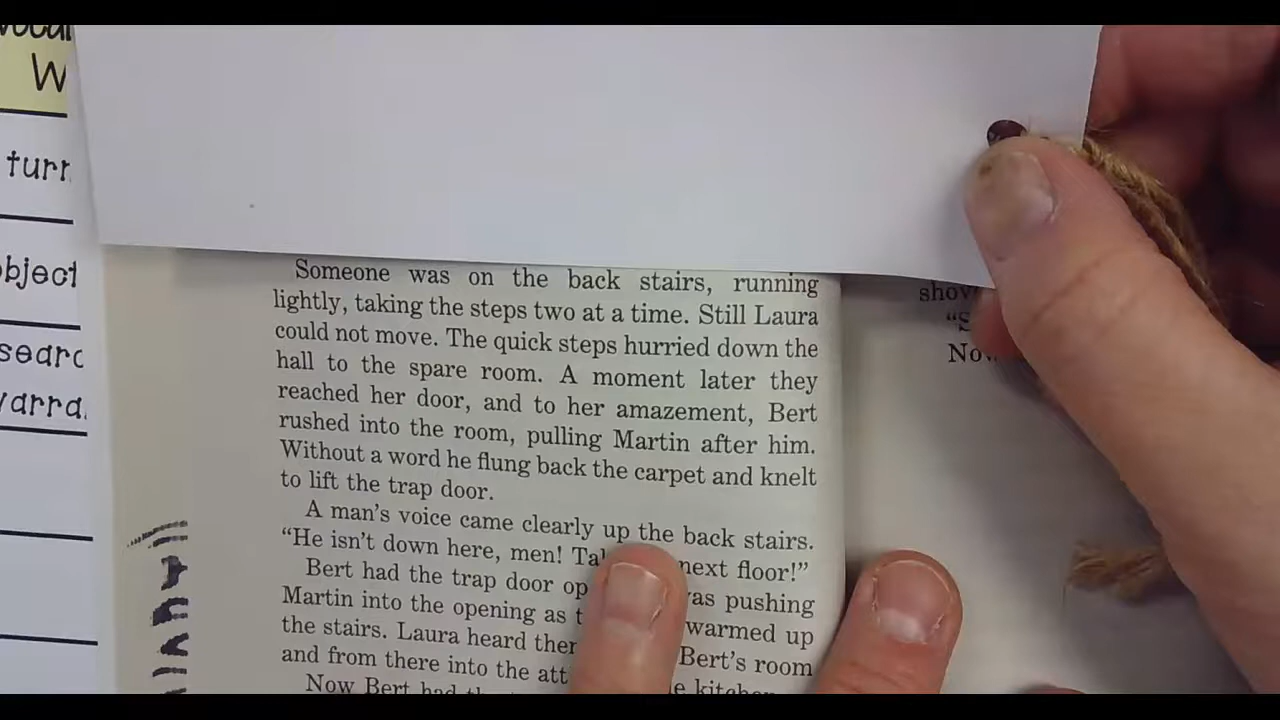 W
turr
object
searc
Someone was on the back stairs, running
lightly, taking the steps two at a time. Still Laura
could not move. The quick steps hurried down the
hall to the spare room. A moment later they
reached her door, and to her amazement, Bert
rushed into the room, pulling Martin after him.
Without a word he flung back the carpet and knelt
to lift the trap door.
A man's voice came clearly up the back stairs.
"He isn't down here, men! next floor!"
Bert had the trap door pushing
Martin into the opening as warmed up
the stairs. Laura heard Bert's room
and from there into the
Now Bert had